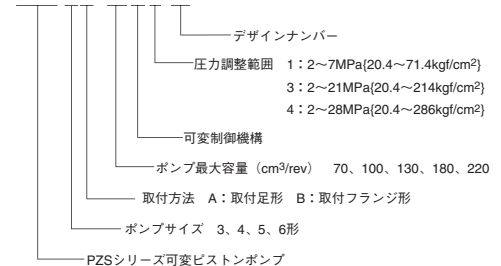 デザインナンバー
圧力調整範囲 1：2〜7MPa{20.4〜71.4kgf/cm²}
3：2〜21MPa{20.4〜214kgf/cm²}
4：2〜28MPa{20.4〜286kgf/cm²}
可変制御機構
ポンプ最大容量（cm³/rev） 70、100、130、180、220
取付方法 A：取付足形 B：取付フランジ形
ポンプサイズ 3、4、5、6形
PZSシリーズ可変ピストンポンプ